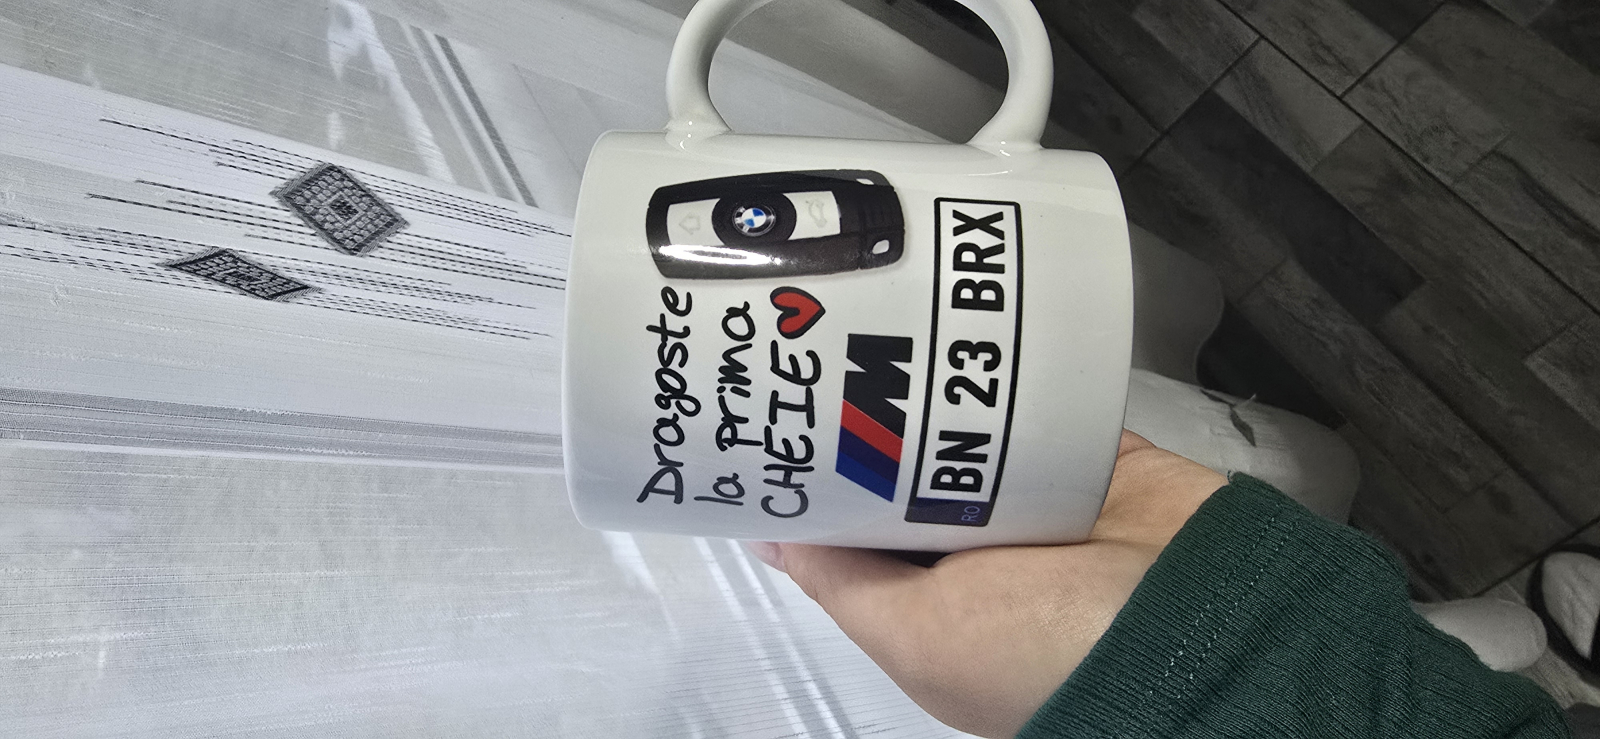 Dragoste
la prima
CHEIE
M
RO BN 23 BRX